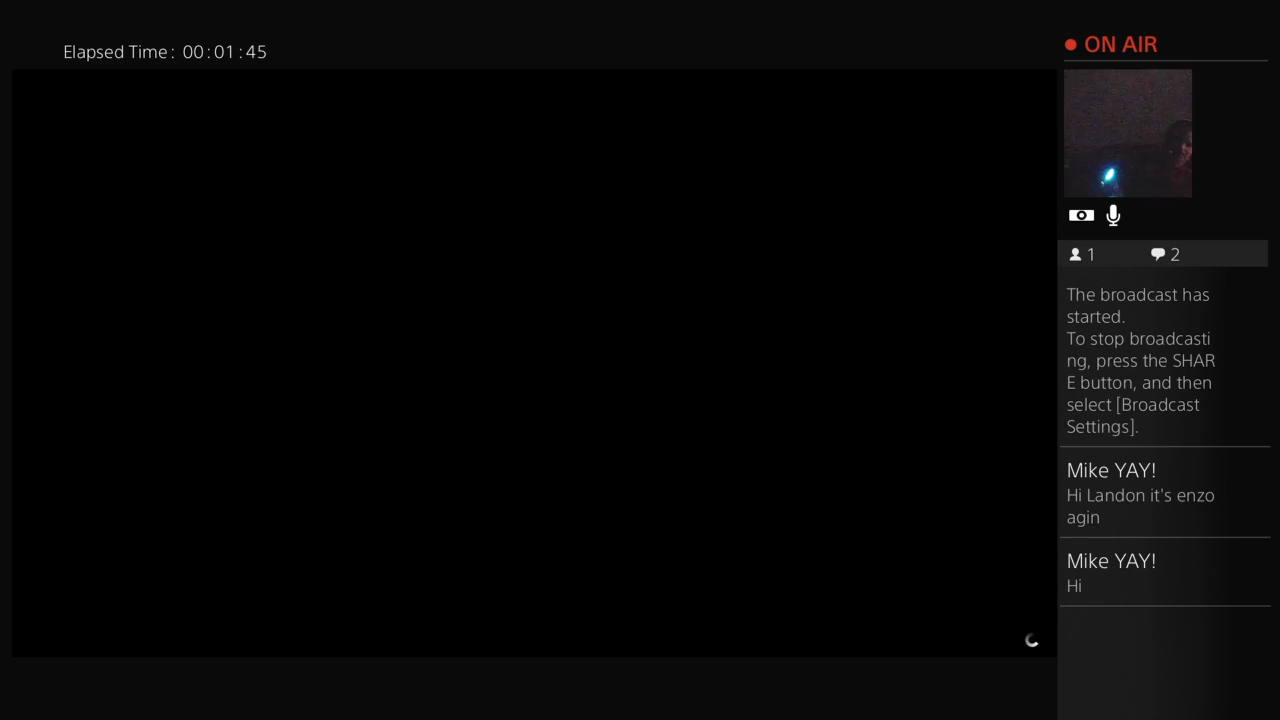 Elapsed Time: 00:01:45
ON AIR
1 2
The broadcast has
started.
To stop broadcasti
ng, press the SHAR
E button, and then
select [Broadcast
Settings].
Mike YAY!
Hi Landon it's enzo
agin
Mike YAY!
Hi